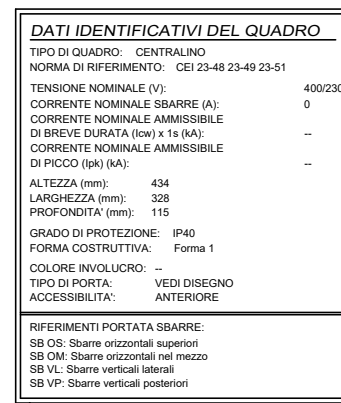 DATI IDENTIFICATIVI DEL QUADRO
TIPO DI QUADRO: CENTRALINO
NORMA DI RIFERIMENTO: CEI 23-48 23-49 23-51
TENSIONE NOMINALE (V): 400/230
CORRENTE NOMINALE SBARRE (A): 0
CORRENTE NOMINALE AMMISSIBILE
DI BREVE DURATA (Icw) x 1s (kA): --
CORRENTE NOMINALE AMMISSIBILE
DI PICCO (Ipk) (kA): --
ALTEZZA (mm): 434
LARGHEZZA (mm): 328
PROFONDITA' (mm): 115
GRADO DI PROTEZIONE: IP40
FORMA COSTRUTTIVA: Forma 1
COLORE INVOLUCRO: --
TIPO DI PORTA: VEDI DISEGNO
ACCESSIBILITA': ANTERIORE
RIFERIMENTI PORTATA SBARRE:
SB OS: Sbarre orizzontali superiori
SB OM: Sbarre orizzontali nel mezzo
SB VL: Sbarre verticali laterali
SB VP: Sbarre verticali posteriori